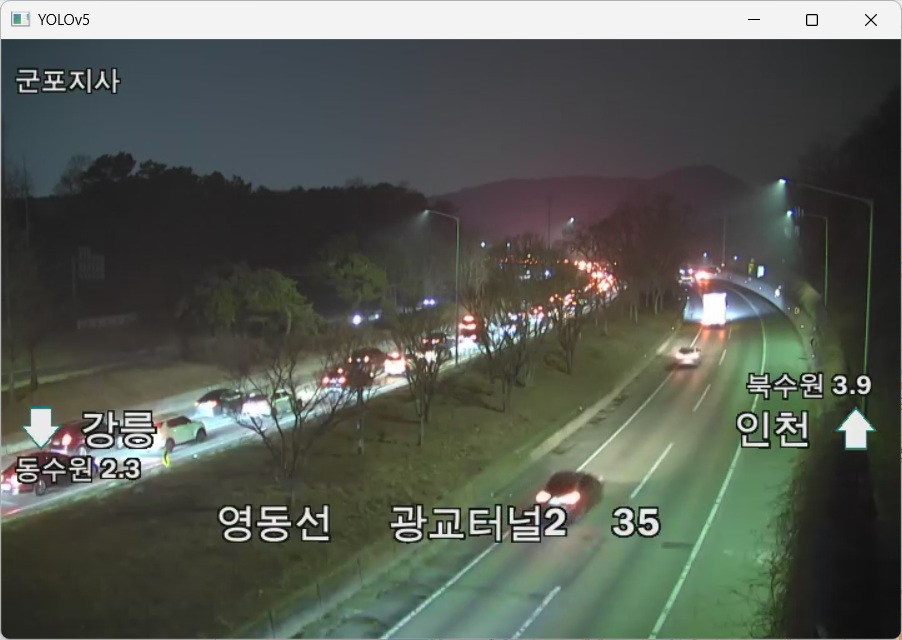 YOLOv5
군포지사
북수원 3.9
강릉
인천
동수원 2.3
영동선 광교터널2 35